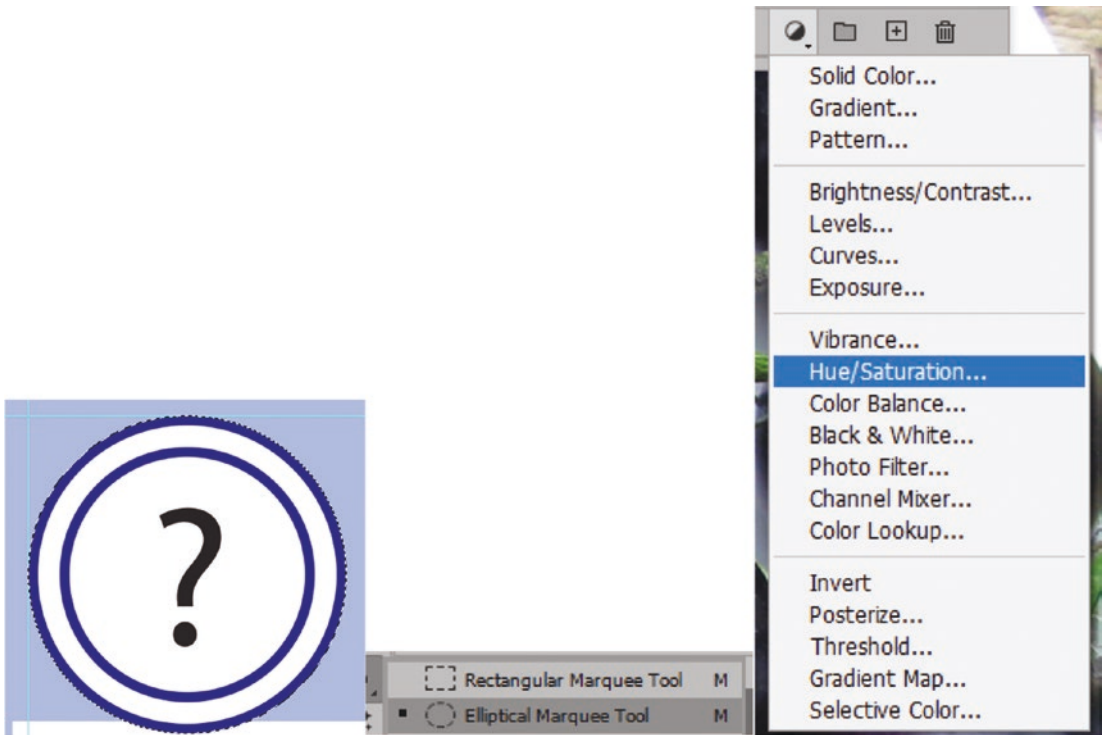 ?
Rectangular Marquee Tool M
Elliptical Marquee Tool M
Solid Color...
Gradient...
Pattern...
Brightness/Contrast...
Levels...
Curves...
Exposure...
Vibrance...
Hue/Saturation...
Color Balance...
Black & White...
Photo Filter...
Channel Mixer...
Color Lookup...
Invert
Posterize...
Threshold...
Gradient Map...
Selective Color...